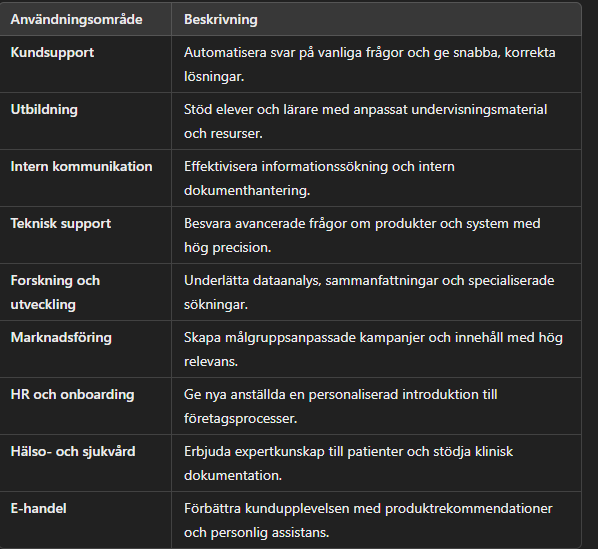 Användningsområde Beskrivning
Kundsupport Automatisera svar på vanliga frågor och ge snabba, korrekta
lösningar.
Utbildning Stöd elever och lärare med anpassat undervisningsmaterial
och resurser.
Intern kommunikation Effektivisera informationssökning och intern
dokumenthantering.
Teknisk support Besvara avancerade frågor om produkter och system med
hög precision.
Forskning och Underlätta dataanalys, sammanfattningar och specialiserade
utveckling sökningar.
Marknadsföring Skapa målgruppsanpassade kampanjer och innehåll med hög
relevans.
HR och onboarding Ge nya anställda en personaliserad introduktion till
företagsprocesser.
Hälso- och sjukvård Erbjuda expertkunskap till patienter och stödja klinisk
dokumentation.
E-handel Förbättra kundupplevelsen med produktrekommendationer
och personlig assistans.